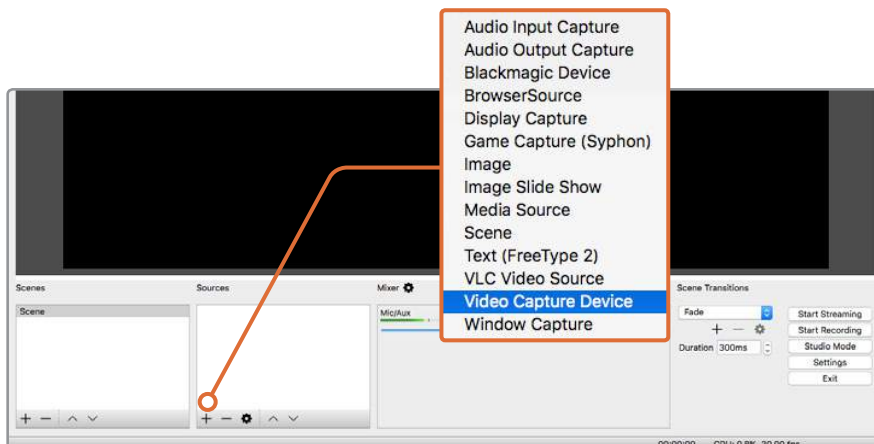 Audio Input Capture
Audio Output Capture
Blackmagic Device
BrowserSource
Display Capture
Game Capture (Syphon)
Image
Image Slide Show
Media Source
Scene
Text (FreeType 2)
VLC Video Source
Video Capture Device
Window Capture
Scenes
Scene
Sources
Mixer
Mic/Aux
Scene Transitions
Fade
Duration 300ms
Start Streaming
Start Recording
Studio Mode
Settings
Exit